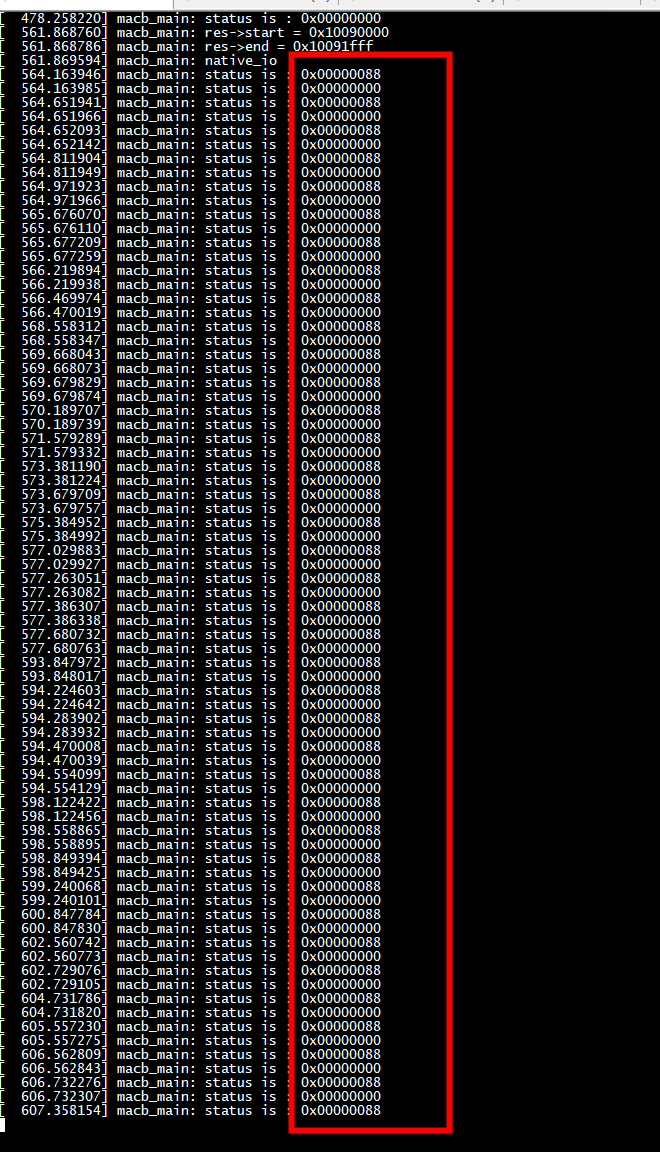 [  478.258220] macb_main: status is : 0x00000000
[  561.868760] macb_main: res->start = 0x10090000
[  561.868786] macb_main: res->end = 0x10091fff
[  561.869594] macb_main: native_io
[  564.163946] macb_main: status is : 0x00000088
[  564.163985] macb_main: status is : 0x00000000
[  564.651941] macb_main: status is : 0x00000088
[  564.651966] macb_main: status is : 0x00000000
[  564.652093] macb_main: status is : 0x00000088
[  564.652142] macb_main: status is : 0x00000000
[  564.811904] macb_main: status is : 0x00000088
[  564.811949] macb_main: status is : 0x00000000
[  564.971923] macb_main: status is : 0x00000088
[  564.971966] macb_main: status is : 0x00000000
[  565.676070] macb_main: status is : 0x00000088
[  565.676110] macb_main: status is : 0x00000000
[  565.677209] macb_main: status is : 0x00000088
[  565.677259] macb_main: status is : 0x00000000
[  566.219894] macb_main: status is : 0x00000088
[  566.219938] macb_main: status is : 0x00000000
[  566.469974] macb_main: status is : 0x00000088
[  566.470019] macb_main: status is : 0x00000000
[  568.558312] macb_main: status is : 0x00000088
[  568.558347] macb_main: status is : 0x00000000
[  569.668043] macb_main: status is : 0x00000088
[  569.668073] macb_main: status is : 0x00000000
[  569.679829] macb_main: status is : 0x00000088
[  569.679874] macb_main: status is : 0x00000000
[  570.189707] macb_main: status is : 0x00000088
[  570.189739] macb_main: status is : 0x00000000
[  571.579289] macb_main: status is : 0x00000088
[  571.579332] macb_main: status is : 0x00000000
[  573.381190] macb_main: status is : 0x00000088
[  573.381224] macb_main: status is : 0x00000000
[  573.679709] macb_main: status is : 0x00000088
[  573.679757] macb_main: status is : 0x00000000
[  575.384952] macb_main: status is : 0x00000088
[  575.384992] macb_main: status is : 0x00000000
[  577.029883] macb_main: status is : 0x00000088
[  577.029927] macb_main: status is : 0x00000000
[  577.263051] macb_main: status is : 0x00000088
[  577.263082] macb_main: status is : 0x00000000
[  577.386307] macb_main: status is : 0x00000088
[  577.386338] macb_main: status is : 0x00000000
[  577.680732] macb_main: status is : 0x00000088
[  577.680763] macb_main: status is : 0x00000000
[  593.847972] macb_main: status is : 0x00000088
[  593.848017] macb_main: status is : 0x00000000
[  594.224603] macb_main: status is : 0x00000088
[  594.224642] macb_main: status is : 0x00000000
[  594.283902] macb_main: status is : 0x00000088
[  594.283932] macb_main: status is : 0x00000000
[  594.470008] macb_main: status is : 0x00000088
[  594.470039] macb_main: status is : 0x00000000
[  594.554099] macb_main: status is : 0x00000088
[  594.554129] macb_main: status is : 0x00000000
[  598.122422] macb_main: status is : 0x00000088
[  598.122456] macb_main: status is : 0x00000000
[  598.558865] macb_main: status is : 0x00000088
[  598.558895] macb_main: status is : 0x00000000
[  598.849394] macb_main: status is : 0x00000088
[  598.849425] macb_main: status is : 0x00000000
[  599.240068] macb_main: status is : 0x00000088
[  599.240101] macb_main: status is : 0x00000000
[  600.847784] macb_main: status is : 0x00000088
[  600.847830] macb_main: status is : 0x00000000
[  602.560742] macb_main: status is : 0x00000088
[  602.560773] macb_main: status is : 0x00000000
[  602.729076] macb_main: status is : 0x00000088
[  602.729105] macb_main: status is : 0x00000000
[  604.731786] macb_main: status is : 0x00000088
[  604.731820] macb_main: status is : 0x00000000
[  605.557230] macb_main: status is : 0x00000088
[  605.557275] macb_main: status is : 0x00000000
[  606.562809] macb_main: status is : 0x00000088
[  606.562843] macb_main: status is : 0x00000000
[  606.732276] macb_main: status is : 0x00000088
[  606.732307] macb_main: status is : 0x00000000
[  607.358154] macb_main: status is : 0x00000088